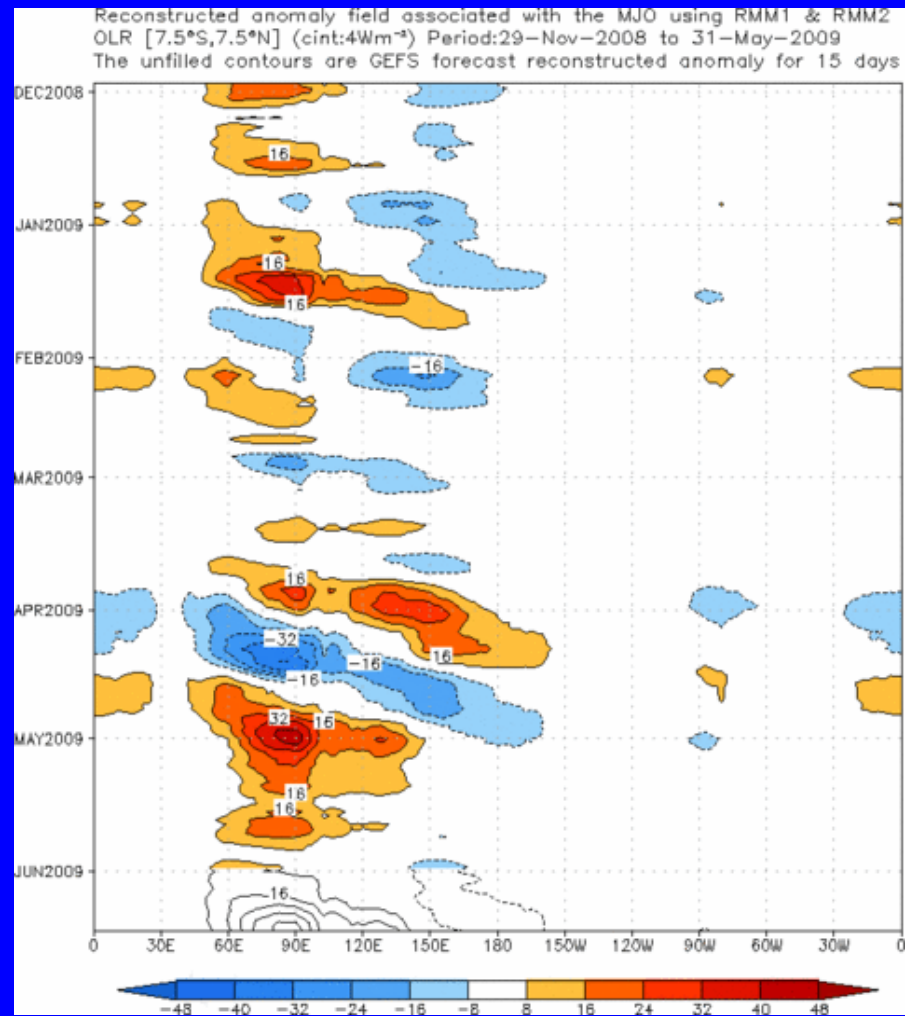 Reconstructed anomaly field associated with the MJO using RMM1 & RMM2
OLR [7.5°S,7.5°N] (cint:4Wm⁻²) Period:29-Nov-2008 to 31-May-2009
The unfilled contours are GEFS forecast reconstructed anomaly for 15 days
DEC2008
16
JAN2009
16
16
FEB2009
-16
MAR2009
16
APR2009
-32
-16
16
-16
32
16
MAY2009
16
16
JUN2009
16
0 30E 60E 90E 120E 150E 180 150W 120W 90W 60W 30W 0
-48 -40 -32 -24 -16 -8 8 16 24 32 40 48